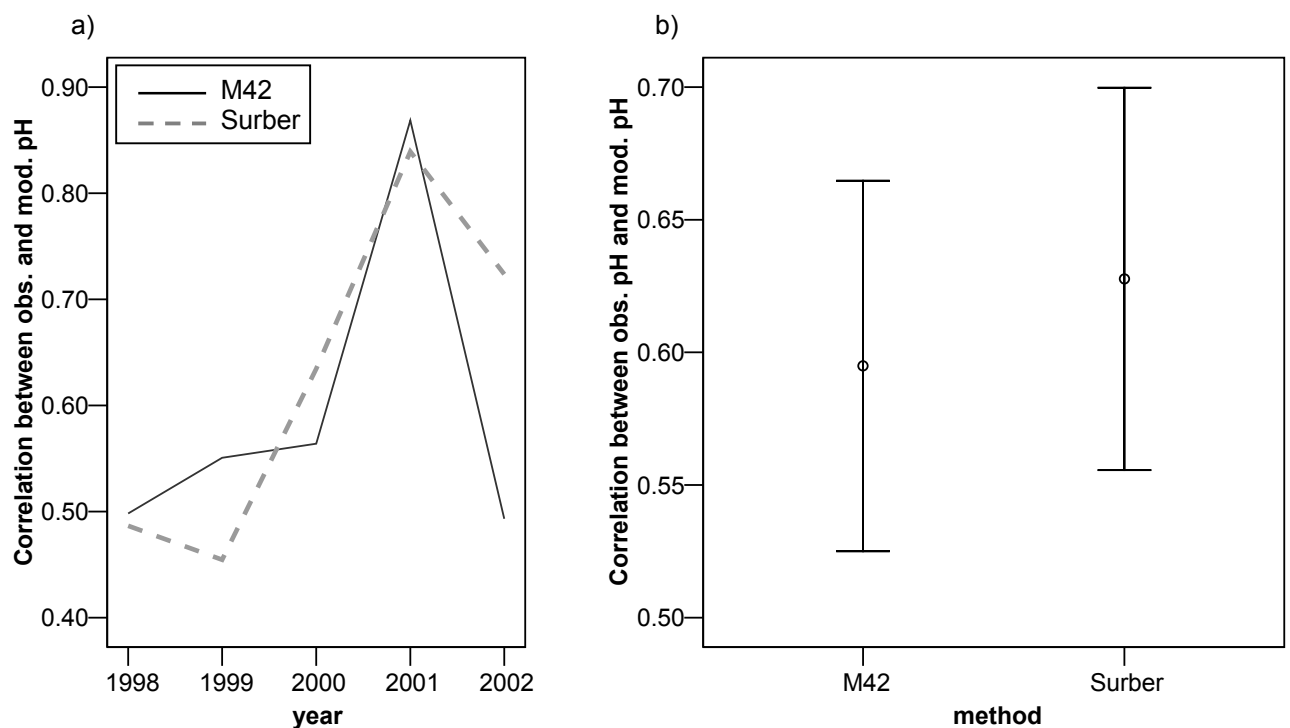 a)
Correlation between obs. and mod. pH
0.90
0.80
0.70
0.60
0.50
0.40
M42
Surber
1998
1999
2000
2001
2002
year
b)
Correlation between obs. pH and mod. pH
0.70
0.65
0.60
0.55
0.50
M42
Surber
method